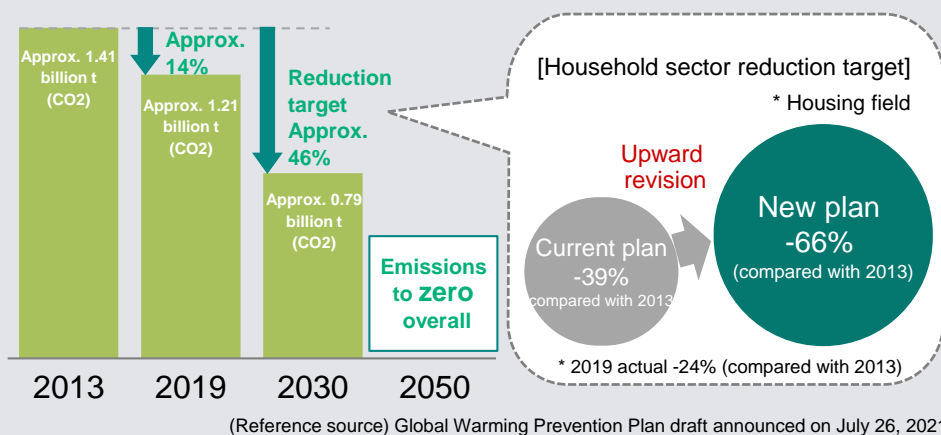 Approx. 1.41
billion t
(CO2)
Approx.
14%
Approx. 1.21
billion t
(CO2)
Reduction
target
Approx.
46%
Approx. 0.79
billion t
(CO2)
Emissions
to zero
overall
2013
2019
2030
2050
[Household sector reduction target]
* Housing field
Upward
revision
Current plan
-39%
compared with 2013
New plan
-66%
(compared with 2013)
* 2019 actual -24% (compared with 2013)
(Reference source) Global Warming Prevention Plan draft announced on July 26, 2021